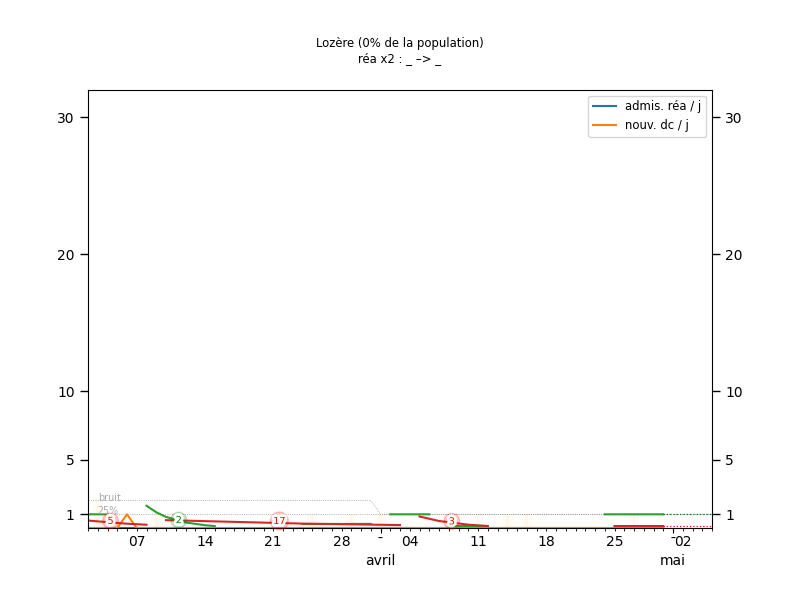 Lozère (0% de la population)
réa x2 : _ –> _
admis. réa / j
nouv. dc / j
30 30
20 20
10 10
5 5
bruit
25%
1 5 2 17 3 1
07 14 21 28 - 04 11 18 25 - 02
avril mai